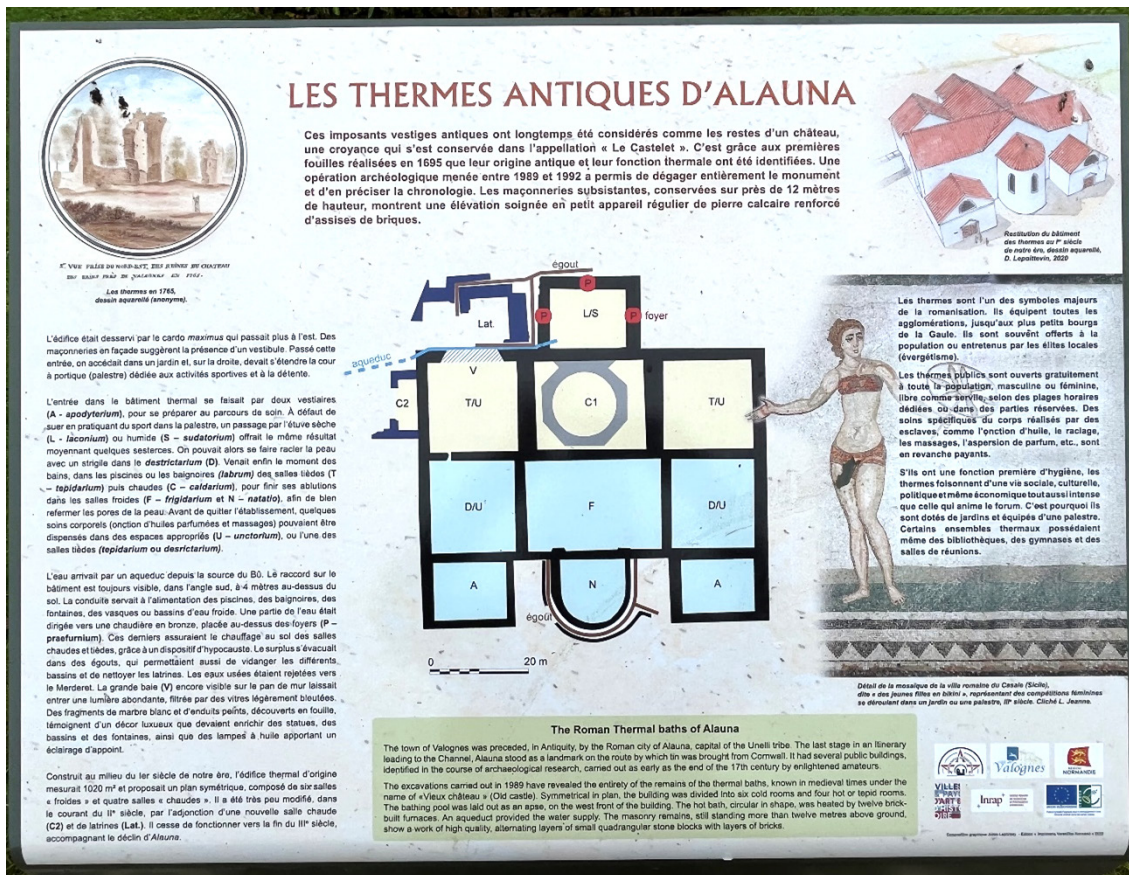 LES THERMES ANTIQUES D'ALAUNA
Ces imposants vestiges antiques ont longtemps été considérés comme les restes d'un château,
une croyance qui s'est conservée dans l'appellation « Le Castelet ». C'est grâce aux premières
fouilles réalisées en 1695 que leur origine antique et leur fonction thermale ont été identifiées. Une
opération archéologique menée entre 1989 et 1992 a permis de dégager entièrement le monument
et d'en préciser la chronologie. Les maçonneries subsistantes, conservées sur près de 12 mètres
de hauteur, montrent une élévation soignée en petit appareil régulier de pierre calcaire renforcé
d'assises de briques.
VUE PRISE DU NORD-EST, DES RUINES DU CHATEAU
DES BAINS PRÈS DE VALOGNES EN 1765.
Les thermes en 1765,
dessin aquarellé (anonyme).
Restitution du bâtiment
des thermes au Iᵉ siècle
de notre ère, dessin aquarellé,
D. Lepoittevin, 2020
L'édifice était desservi par le cardo maximus qui passait plus à l'est. Des
maçonneries en façade suggèrent la présence d'un vestibule. Passé cette
entrée, on accédait dans un jardin et, sur la droite, devait s'étendre la cour
à portique (palestre) dédiée aux activités sportives et à la détente.
L'entrée dans le bâtiment thermal se faisait par deux vestiaires
(A - apodyterium), pour se préparer au parcours de soin. À défaut de
suer en pratiquant du sport dans la palestre, un passage par l'étuve sèche
(L - laconium) ou humide (S – sudatorium) offrait le même résultat
moyennant quelques sesterces. On pouvait alors se faire racler la peau
avec un strigile dans le destrictarium (D). Venait enfin le moment des
bains, dans les piscines ou les baignoires (labrum) des salles tièdes (T
– tepidarium) puis chaudes (C – caldarium), pour finir ses ablutions
dans les salles froides (F – frigidarium et N – natatio), afin de bien
refermer les pores de la peau. Avant de quitter l'établissement, quelques
soins corporels (onction d'huiles parfumées et massages) pouvaient être
dispensés dans des espaces appropriés (U – unctorium), ou l'une des
salles tièdes (tepidarium ou desrictarium).
L'eau arrivait par un aqueduc depuis la source du Bû. Le raccord sur le
bâtiment est toujours visible, dans l'angle sud, à 4 mètres au-dessus du
sol. La conduite servait à l'alimentation des piscines, des baignoires, des
fontaines, des vasques ou bassins d'eau froide. Une partie de l'eau était
dirigée vers une chaudière en bronze, placée au-dessus des foyers (P –
praefurnium). Ces derniers assuraient le chauffage au sol des salles
chaudes et tièdes, grâce à un dispositif d'hypocauste. Le surplus s'évacuait
dans des égouts, qui permettaient aussi de vidanger les différents
bassins et de nettoyer les latrines. Les eaux usées étaient rejetées vers
le Merderet. La grande baie (V) encore visible sur le pan de mur laissait
entrer une lumière abondante, filtrée par des vitres légèrement bleutées.
Des fragments de marbre blanc et d'enduits peints, découverts en fouille,
témoignent d'un décor luxueux que devaient enrichir des statues, des
bassins et des fontaines, ainsi que des lampes à huile apportant un
éclairage d'appoint.
Construit au milieu du Ier siècle de notre ère, l'édifice thermal d'origine
mesurait 1020 m² et proposait un plan symétrique, composé de six salles
« froides » et quatre salles « chaudes ». Il a été très peu modifié, dans
le courant du IIᵉ siècle, par l'adjonction d'une nouvelle salle chaude
(C2) et de latrines (Lat.). Il cesse de fonctionner vers la fin du IIIᵉ siècle,
accompagnant le déclin d'Alauna.
égout
P
Lat.
P
L/S
P
foyer
aqueduc
V
C2
T/U
C1
T/U
D/U
F
D/U
A
N
A
égout
0
20 m
Les thermes sont l'un des symboles majeurs
de la romanisation. Ils équipent toutes les
agglomérations, jusqu'aux plus petits bourgs
de la Gaule. Ils sont souvent offerts à la
population ou entretenus par les élites locales
(évergétisme).
Les thermes publics sont ouverts gratuitement
à toute la population, masculine ou féminine,
libre comme servile, selon des plages horaires
dédiées ou dans des parties réservées. Des
soins spécifiques du corps réalisés par des
esclaves, comme l'onction d'huile, le raclage,
les massages, l'aspersion de parfum, etc., sont
en revanche payants.
S'ils ont une fonction première d'hygiène, les
thermes foisonnent d'une vie sociale, culturelle,
politique et même économique tout aussi intense
que celle qui anime le forum. C'est pourquoi ils
sont dotés de jardins et équipés d'une palestre.
Certains ensembles thermaux possédaient
même des bibliothèques, des gymnases et des
salles de réunions.
Détail de la mosaïque de la villa romaine du Casale (Sicile),
dite « des jeunes filles en bikini », représentant des compétitions féminines
se déroulant dans un jardin ou une palestre, IIIᵉ siècle. Cliché L. Jeanne.
The Roman Thermal baths of Alauna
The town of Valognes was preceded, in Antiquity, by the Roman city of Alauna, capital of the Unelli tribe. The last stage in an Itinerary
leading to the Channel, Alauna stood as a landmark on the route by which tin was brought from Cornwall. It had several public buildings,
identified in the course of archaeological research, carried out as early as the end of the 17th century by enlightened amateurs.
The excavations carried out in 1989 have revealed the entirety of the remains of the thermal baths, known in medieval times under the
name of «Vieux château » (Old castle). Symmetrical in plan, the building was divided into six cold rooms and four hot or tepid rooms.
The bathing pool was laid out as an apse, on the west front of the building. The hot bath, circular in shape, was heated by twelve brick-
built furnaces. An aqueduct provided the water supply. The masonry remains, still standing more than twelve metres above ground,
show a work of high quality, alternating layers of small quadrangular stone blocks with layers of bricks.
Valognes
NORMANDIE
VILLES
& PAYS
D'ART &
Inrap